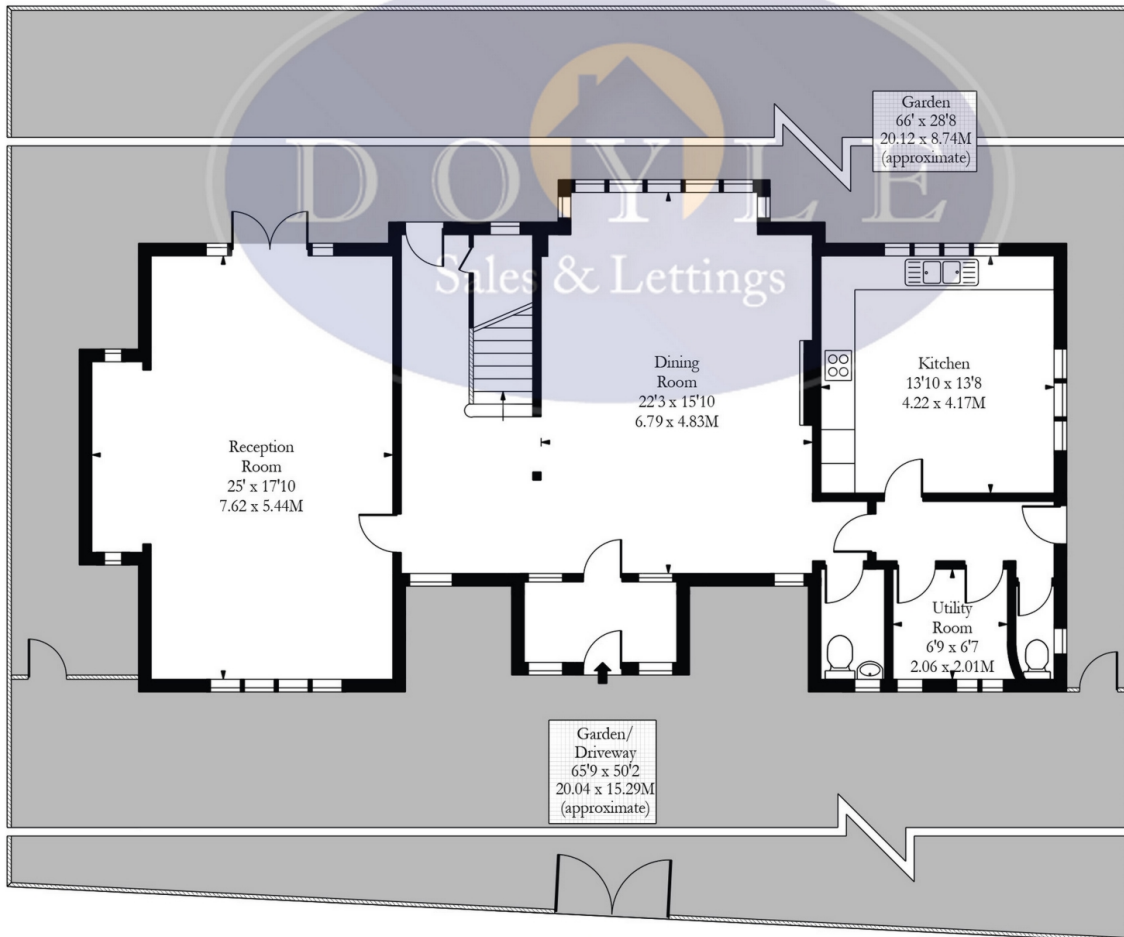 Garden
66' x 28'8
20.12 x 8.74M
(approximate)
DOYLE
Sales & Lettings
Dining
Room
22'3 x 15'10
6.79 x 4.83M
Kitchen
13'10 x 13'8
4.22 x 4.17M
Reception
Room
25' x 17'10
7.62 x 5.44M
Utility
Room
6'9 x 6'7
2.06 x 2.01M
Garden/
Driveway
65'9 x 50'2
20.04 x 15.29M
(approximate)